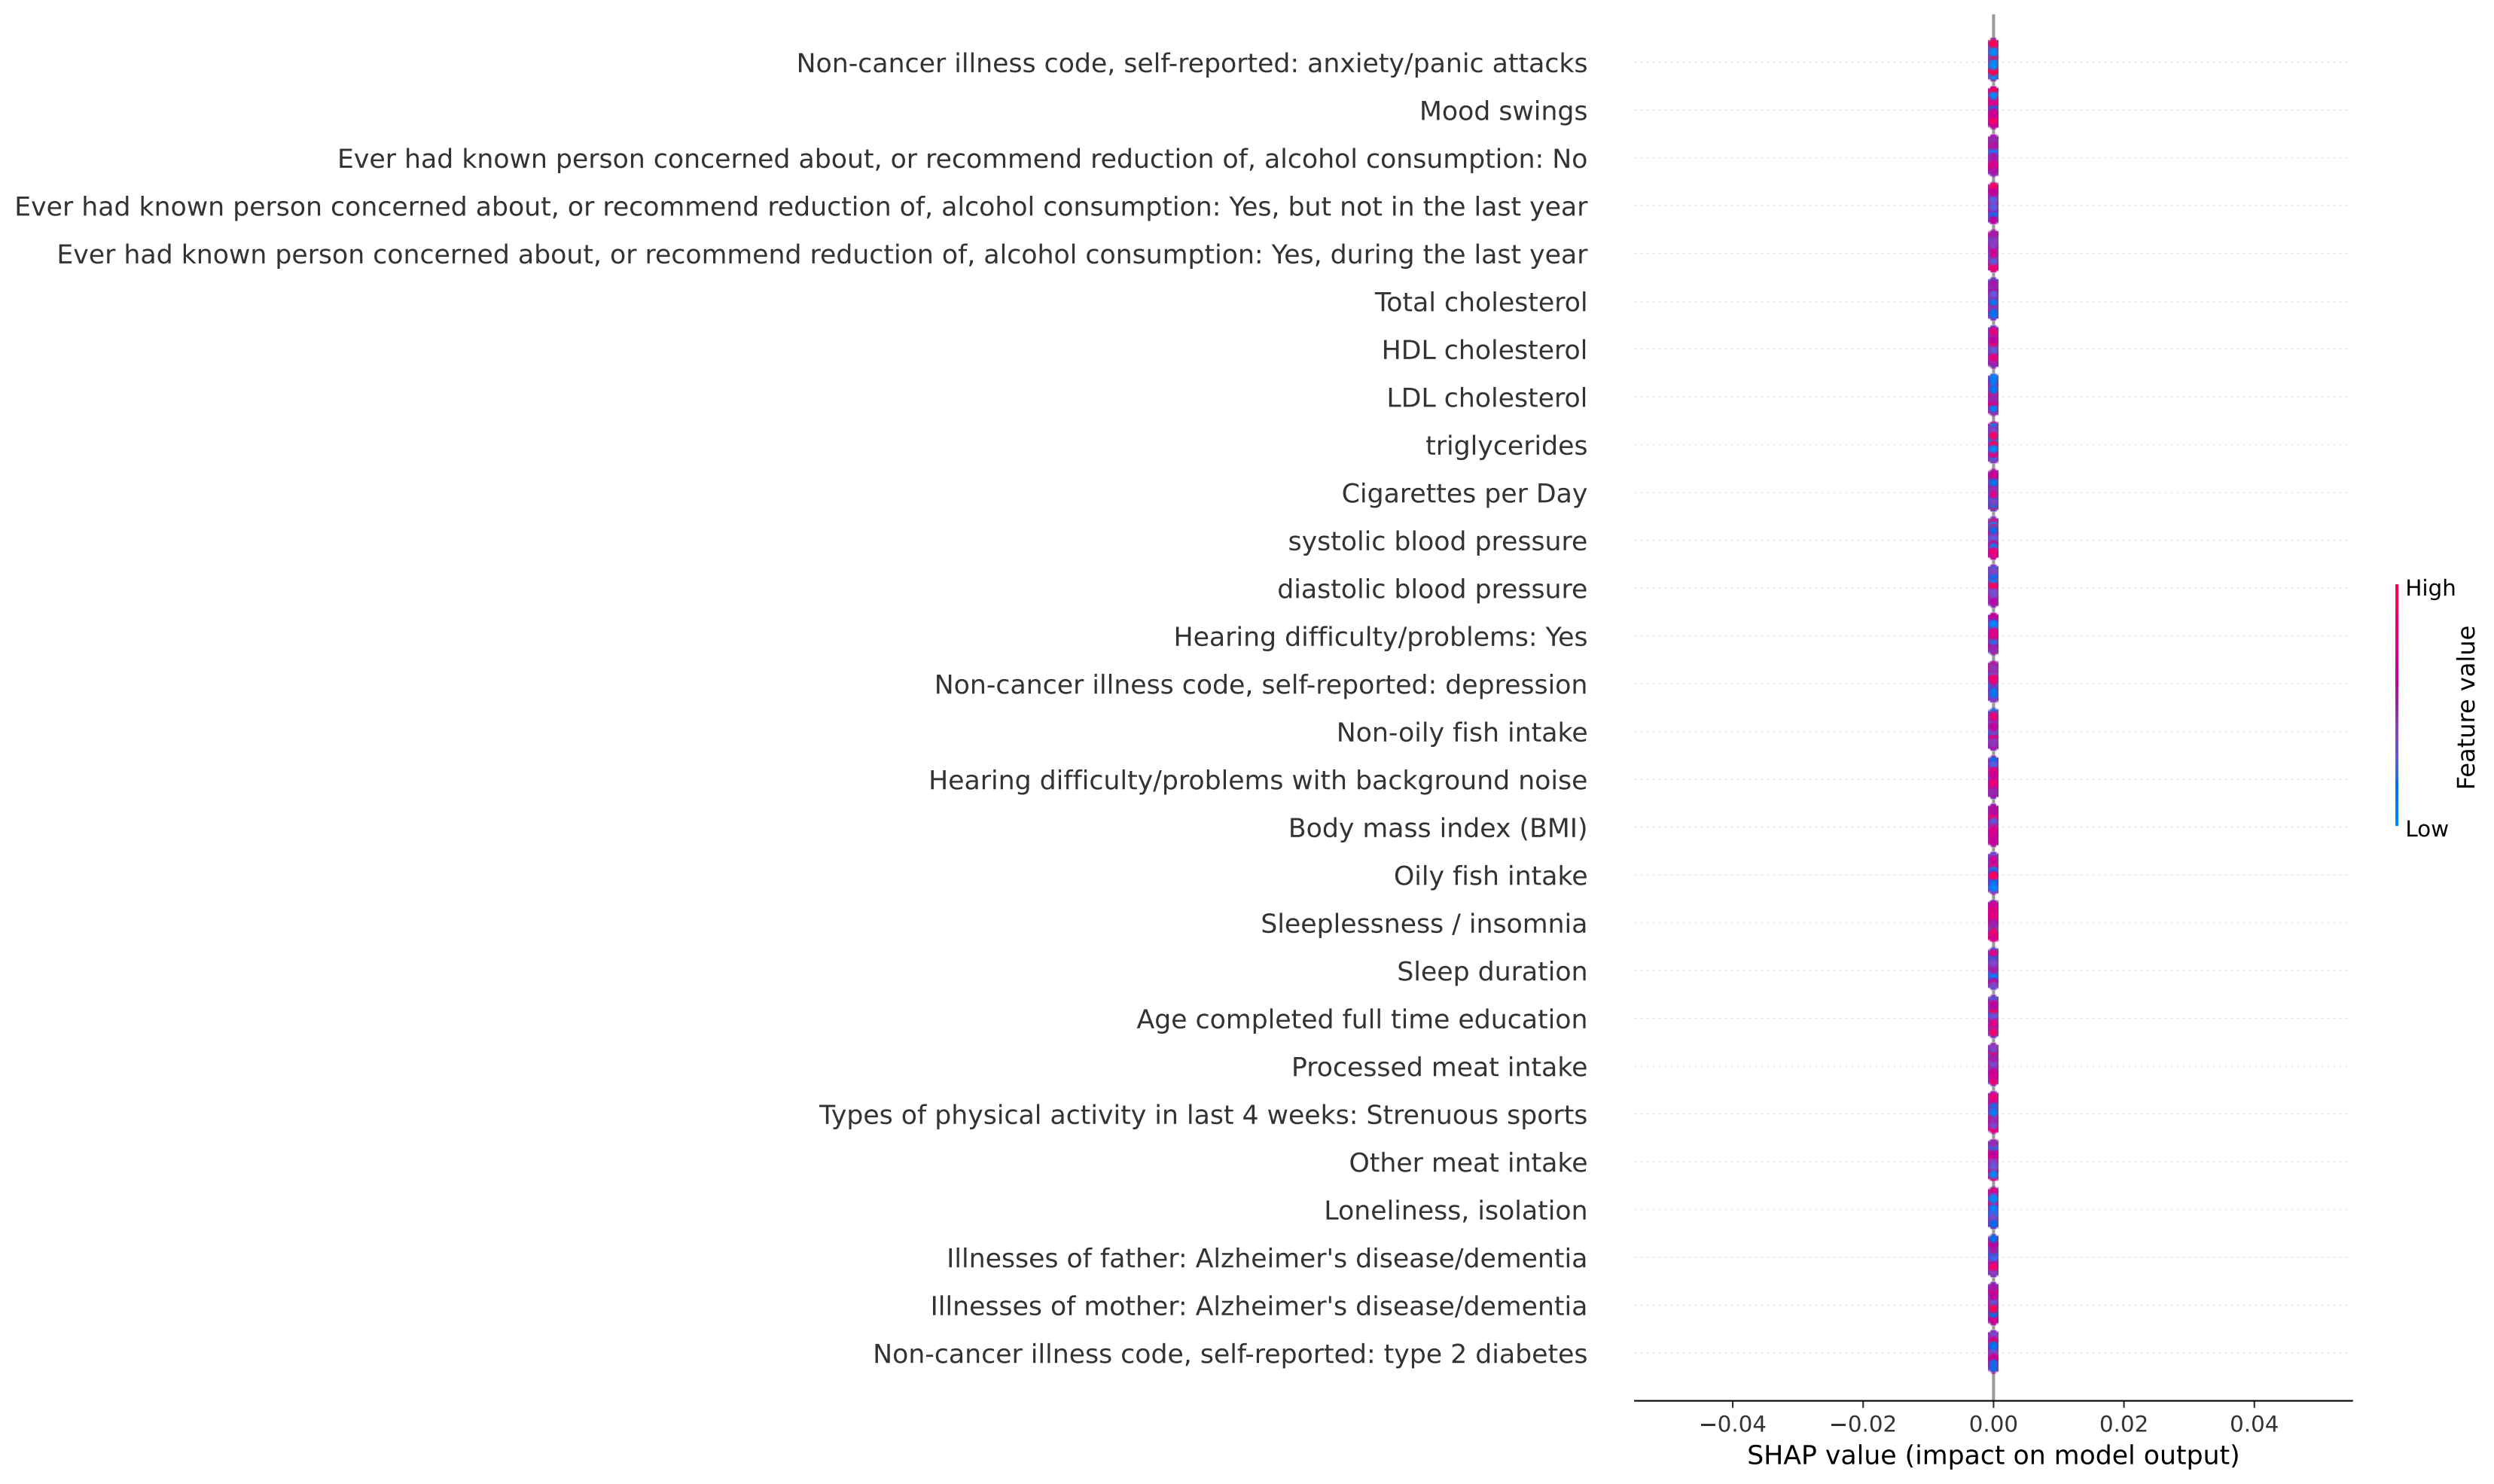 Non-cancer illness code, self-reported: anxiety/panic attacks
Mood swings
Ever had known person concerned about, or recommend reduction of, alcohol consumption: No
Ever had known person concerned about, or recommend reduction of, alcohol consumption: Yes, but not in the last year
Ever had known person concerned about, or recommend reduction of, alcohol consumption: Yes, during the last year
Total cholesterol
HDL cholesterol
LDL cholesterol
triglycerides
Cigarettes per Day
systolic blood pressure
diastolic blood pressure
Hearing difficulty/problems: Yes
Non-cancer illness code, self-reported: depression
Non-oily fish intake
Hearing difficulty/problems with background noise
Body mass index (BMI)
Oily fish intake
Sleeplessness / insomnia
Sleep duration
Age completed full time education
Processed meat intake
Types of physical activity in last 4 weeks: Strenuous sports
Other meat intake
Loneliness, isolation
Illnesses of father: Alzheimer's disease/dementia
Illnesses of mother: Alzheimer's disease/dementia
Non-cancer illness code, self-reported: type 2 diabetes
−0.04 −0.02 0.00 0.02 0.04
SHAP value (impact on model output)
High
Feature value
Low